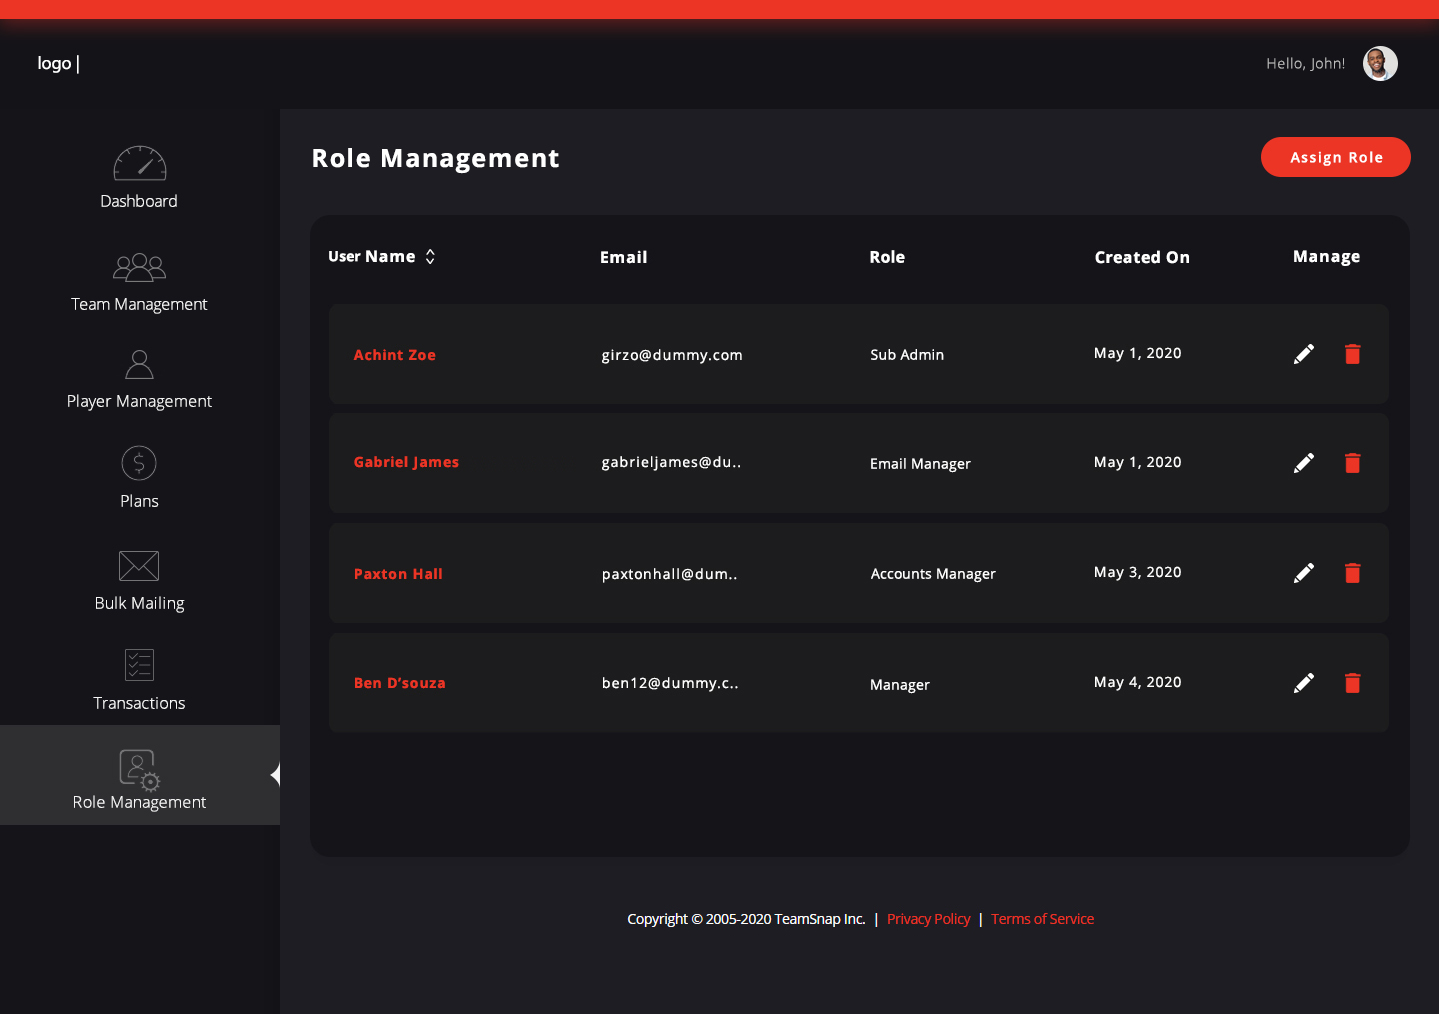 logo |
Hello, John!
Dashboard
Team Management
Player Management
Plans
Bulk Mailing
Transactions
Role Management
Role Management
Assign Role
User Name Email Role Created On Manage
Achint Zoe girzo@dummy.com Sub Admin May 1, 2020
Gabriel James gabrieljames@du.. Email Manager May 1, 2020
Paxton Hall paxtonhall@dum.. Accounts Manager May 3, 2020
Ben D’souza ben12@dummy.c.. Manager May 4, 2020
Copyright © 2005-2020 TeamSnap Inc. | Privacy Policy | Terms of Service